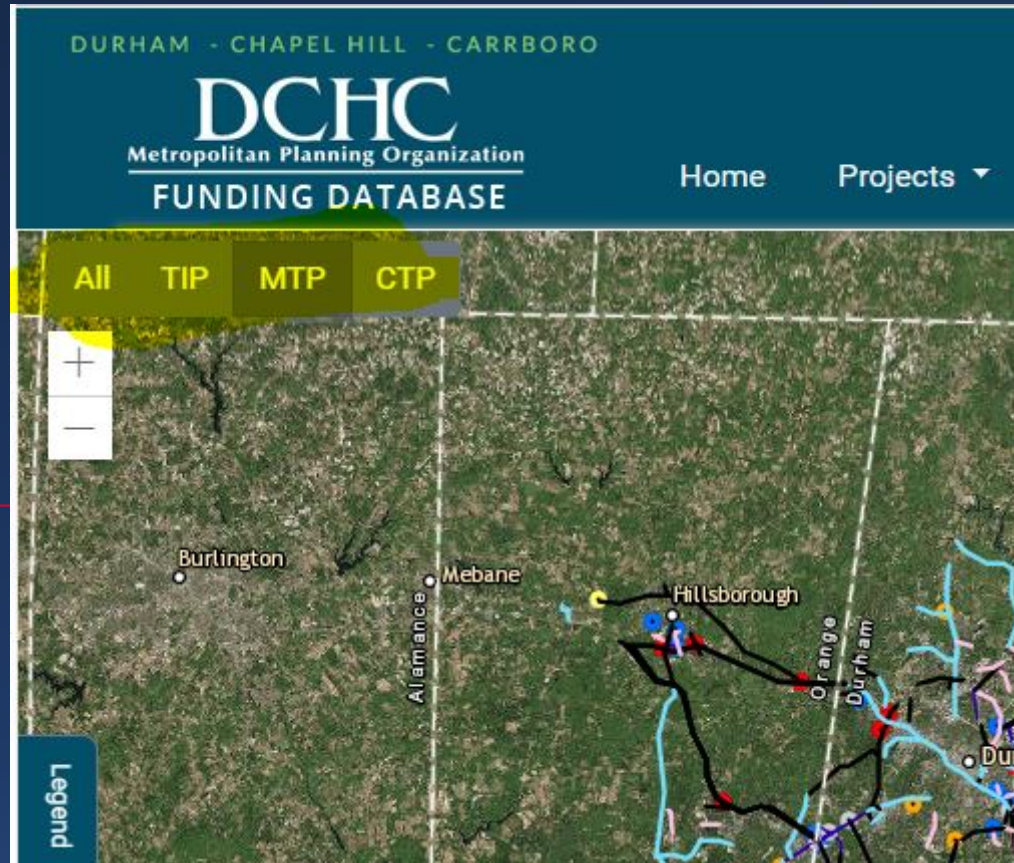 DURHAM - CHAPEL HILL - CARRBORO
DCHC
Metropolitan Planning Organization
FUNDING DATABASE
Home Projects
All TIP MTP CTP
+
−
Burlington
Mebane
Alamance
Hillsborough
Orange
Durham
Legend